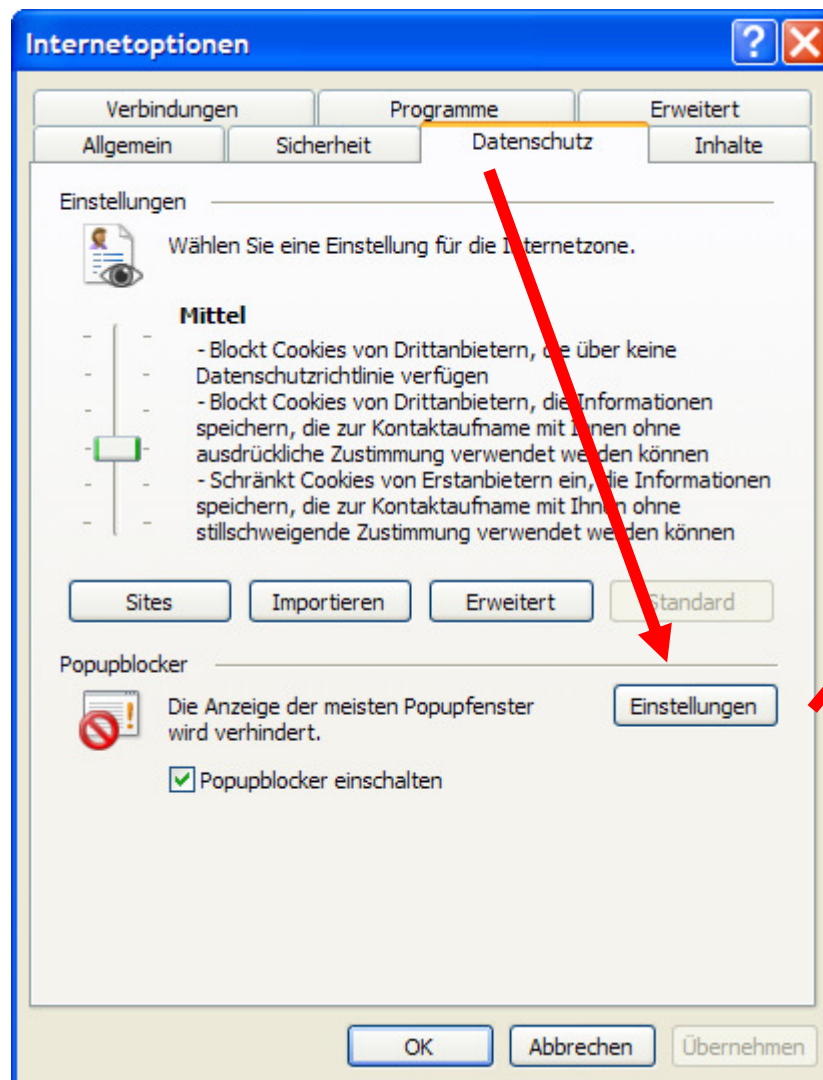 Internetoptionen
Verbindungen Programme Erweitert
Allgemein Sicherheit Datenschutz Inhalte
Einstellungen
Wählen Sie eine Einstellung für die Internetzone.
Mittel
- Blockt Cookies von Drittanbietern, die über keine
Datenschutzrichtlinie verfügen
- Blockt Cookies von Drittanbietern, die Informationen
speichern, die zur Kontaktaufname mit Ihnen ohne
ausdrückliche Zustimmung verwendet werden können
- Schränkt Cookies von Erstanbietern ein, die Informationen
speichern, die zur Kontaktaufname mit Ihnen ohne
stillschweigende Zustimmung verwendet werden können
Sites Importieren Erweitert Standard
Popupblocker
Die Anzeige der meisten Popupfenster
wird verhindert.
Einstellungen
Popupblocker einschalten
OK Abbrechen Übernehmen